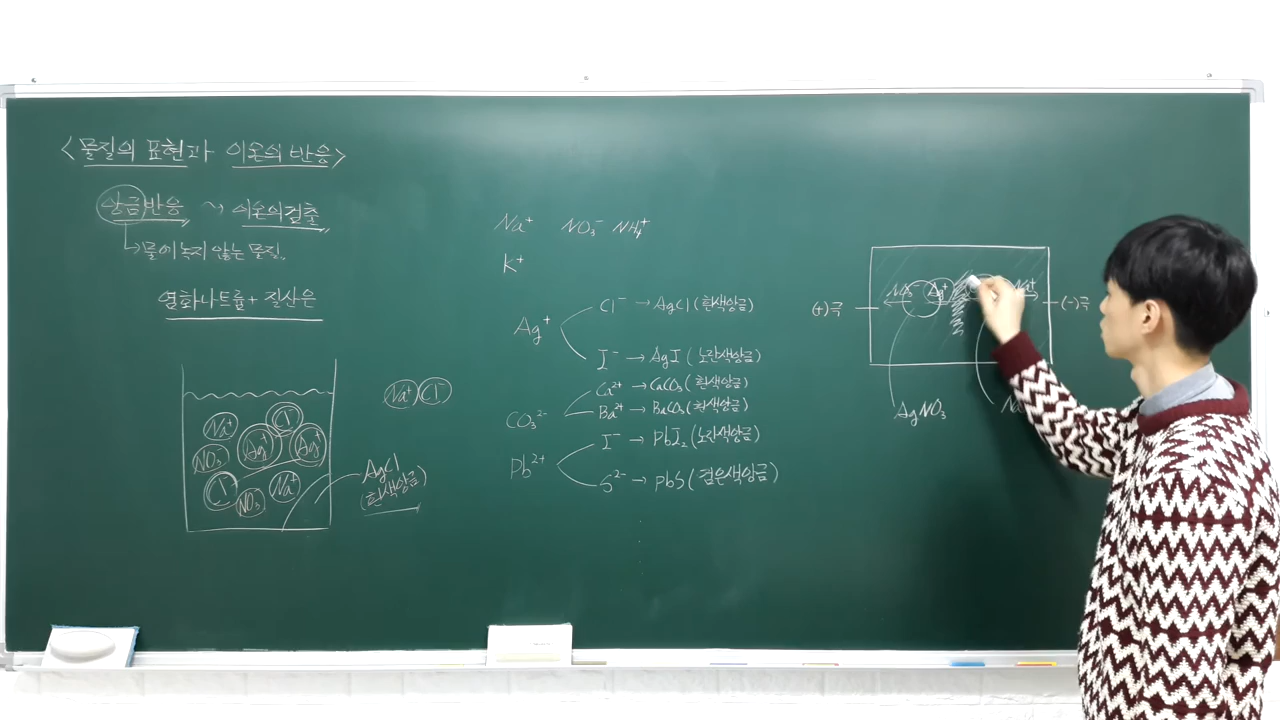 <물질의 표현과 이온의 반응>
앙금반응 ~> 이온의 검출
↳물에 녹지 않는 물질.
염화나트륨 + 질산은
Na⁺ Cl⁻
Na⁺ Cl⁻
NO₃⁻ Ag⁺ Ag⁺
Cl⁻ NO₃⁻ Na⁺
AgCl
(흰색앙금)
Na⁺ NO₃⁻ NH₄⁺
K⁺
Ag⁺
Cl⁻ → AgCl (흰색앙금)
I⁻ → AgI (노란색앙금)
CO₃²⁻
Ca²⁺ → CaCO₃ (흰색앙금)
Ba²⁺ → BaCO₃ (흰색앙금)
Pb²⁺
I⁻ → PbI₂ (노란색앙금)
S²⁻ → PbS (검은색앙금)
(+)극 Ag⁺ Na⁺ (-)극
AgNO₃